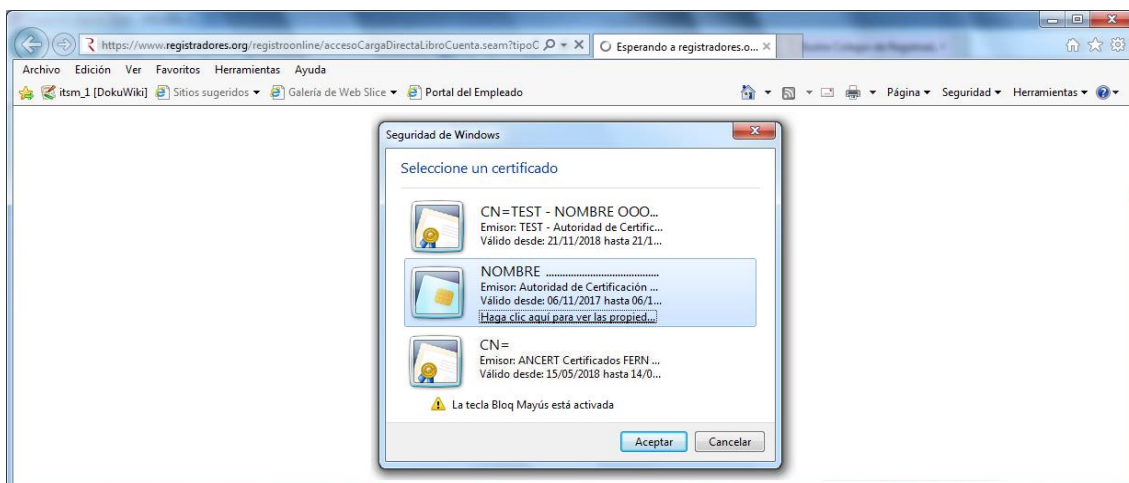 https://www.registradores.org/registroonline/accesoCargaDirectaLibroCuenta.seam?tipoC
Esperando a registradores.o...
Archivo Edición Ver Favoritos Herramientas Ayuda
itsm_1 [DokuWiki] Sitios sugeridos Galería de Web Slice Portal del Empleado Página Seguridad Herramientas
Seguridad de Windows
Seleccione un certificado
CN=TEST - NOMBRE OOO...
Emisor: TEST - Autoridad de Certific...
Válido desde: 21/11/2018 hasta 21/1...
NOMBRE ........................................
Emisor: Autoridad de Certificación ...
Válido desde: 06/11/2017 hasta 06/1...
Haga clic aquí para ver las propied...
CN=
Emisor: ANCERT Certificados FERN ...
Válido desde: 15/05/2018 hasta 14/0...
La tecla Bloq Mayús está activada
Aceptar Cancelar